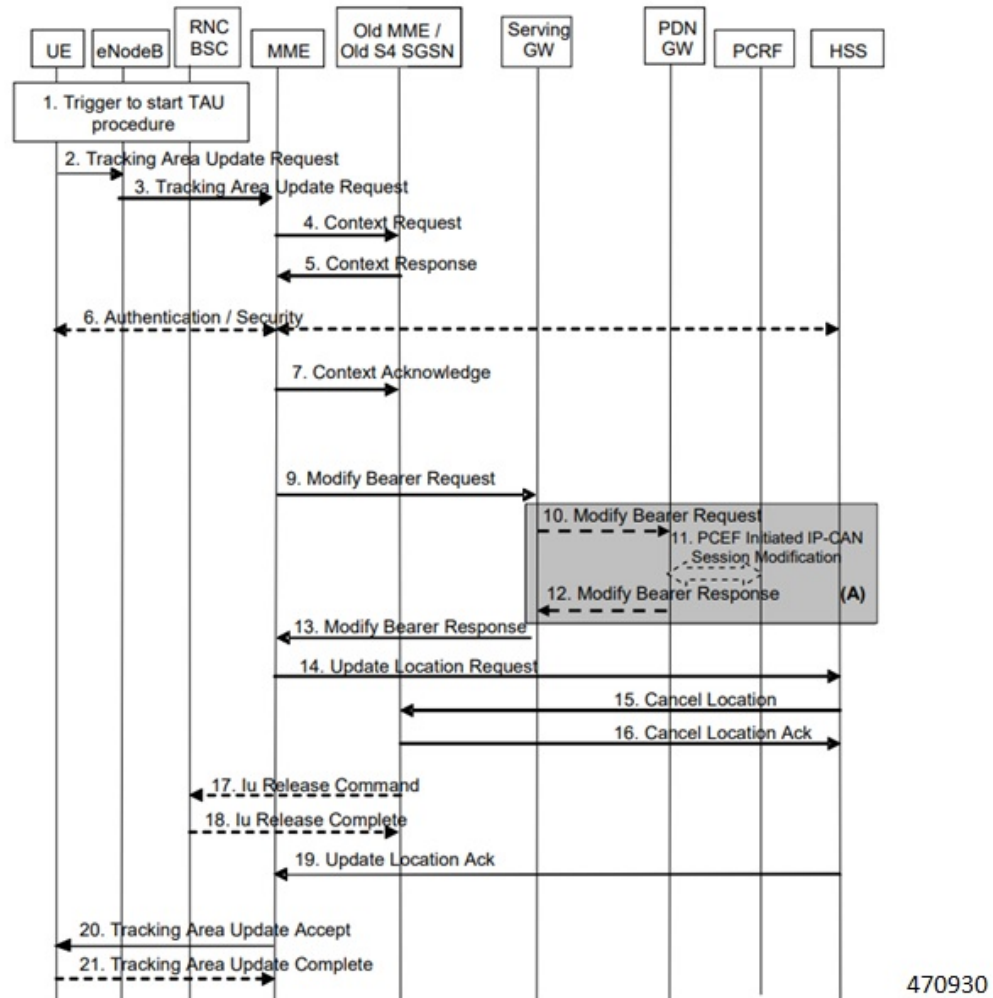 UE
eNodeB
RNC
BSC
MME
Old MME /
Old S4 SGSN
Serving
GW
PDN
GW
PCRF
HSS
1. Trigger to start TAU
procedure
2. Tracking Area Update Request
3. Tracking Area Update Request
4. Context Request
5. Context Response
6. Authentication / Security
7. Context Acknowledge
9. Modify Bearer Request
10. Modify Bearer Request
11. PCEF Initiated IP-CAN
Session Modification
12. Modify Bearer Response
(A)
13. Modify Bearer Response
14. Update Location Request
15. Cancel Location
16. Cancel Location Ack
17. Iu Release Command
18. Iu Release Complete
19. Update Location Ack
20. Tracking Area Update Accept
21. Tracking Area Update Complete
470930